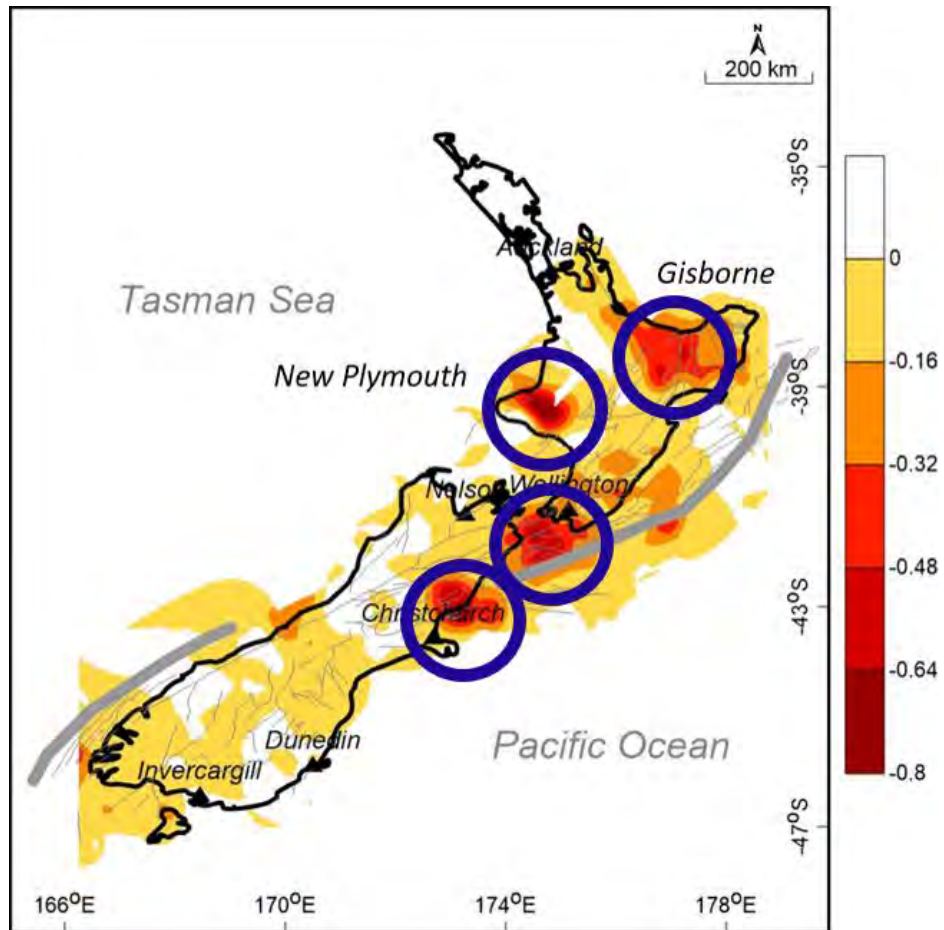 N
200 km
-35°S
Auckland
Gisborne
Tasman Sea
0
-0.16
New Plymouth
-39°S
-0.32
Nelson
Wellington
-0.48
Christchurch
-43°S
-0.64
Pacific Ocean
Dunedin
Invercargill
-0.8
-47°S
166°E
170°E
174°E
178°E